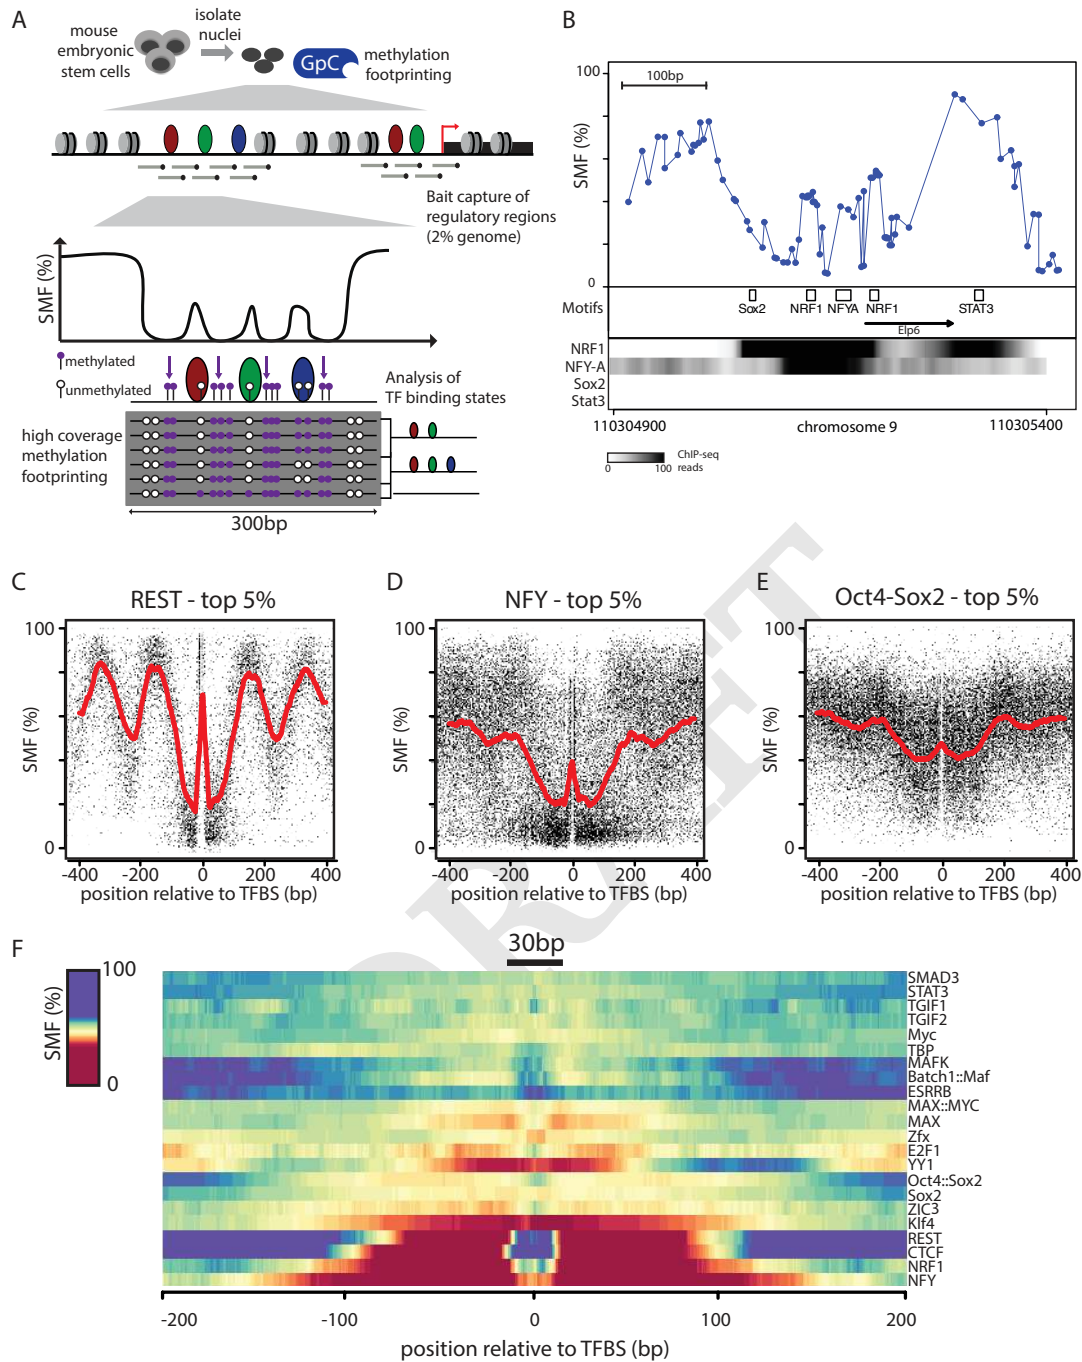 A
mouse
embryonic
stem cells
isolate
nuclei
GpC
methylation
footprinting
Bait capture of
regulatory regions
(2% genome)
SMF (%)
methylated
unmethylated
Analysis of
TF binding states
high coverage
methylation
footprinting
300bp
B
100
100bp
SMF (%)
0
Motifs
Sox2
NRF1
NFYA
NRF1
STAT3
Elp6
NRF1
NFY-A
Sox2
Stat3
110304900
chromosome 9
110305400
0
100
ChIP-seq
reads
C
REST - top 5%
100
SMF (%)
0
-400
-200
0
200
400
position relative to TFBS (bp)
D
NFY - top 5%
100
SMF (%)
0
-400
-200
0
200
400
position relative to TFBS (bp)
E
Oct4-Sox2 - top 5%
100
SMF (%)
0
-400
-200
0
200
400
position relative to TFBS (bp)
DRAFT
F
100
SMF (%)
0
30bp
SMAD3
STAT3
TGIF1
TGIF2
Myc
TBP
MAFK
Batch1::Maf
ESRRB
MAX::MYC
MAX
Zfx
E2F1
YY1
Oct4::Sox2
Sox2
ZIC3
Klf4
REST
CTCF
NRF1
NFY
-200
-100
0
100
200
position relative to TFBS (bp)